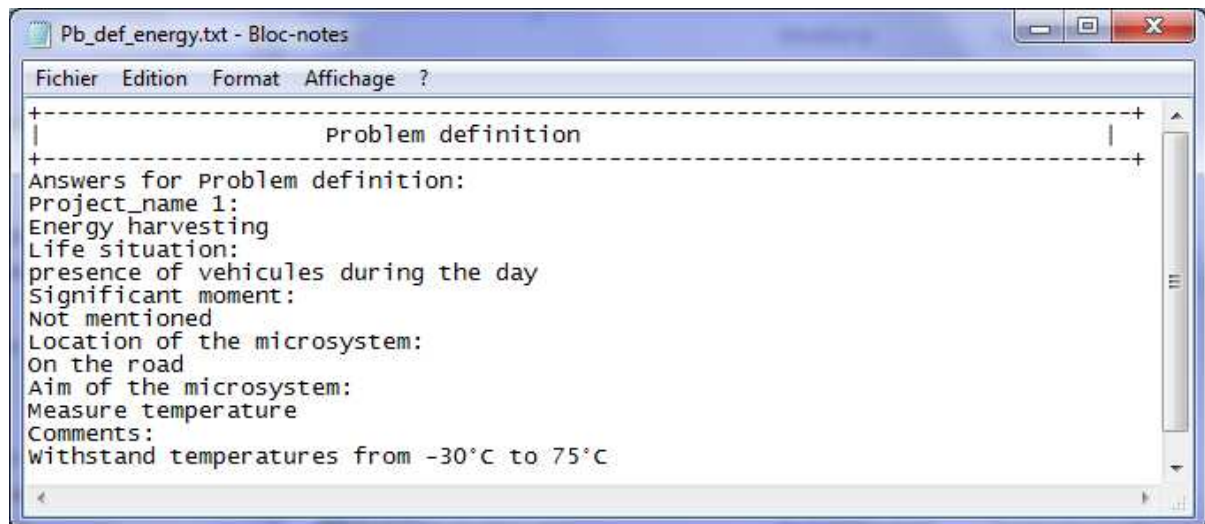 Pb_def_energy.txt - Bloc-notes
Fichier Edition Format Affichage ?
+-----------------------------------------------------------------------------+
| Problem definition |
+-----------------------------------------------------------------------------+
Answers for Problem definition:
Project_name 1:
Energy harvesting
Life situation:
presence of vehicules during the day
Significant moment:
Not mentioned
Location of the microsystem:
On the road
Aim of the microsystem:
Measure temperature
Comments:
Withstand temperatures from -30°C to 75°C